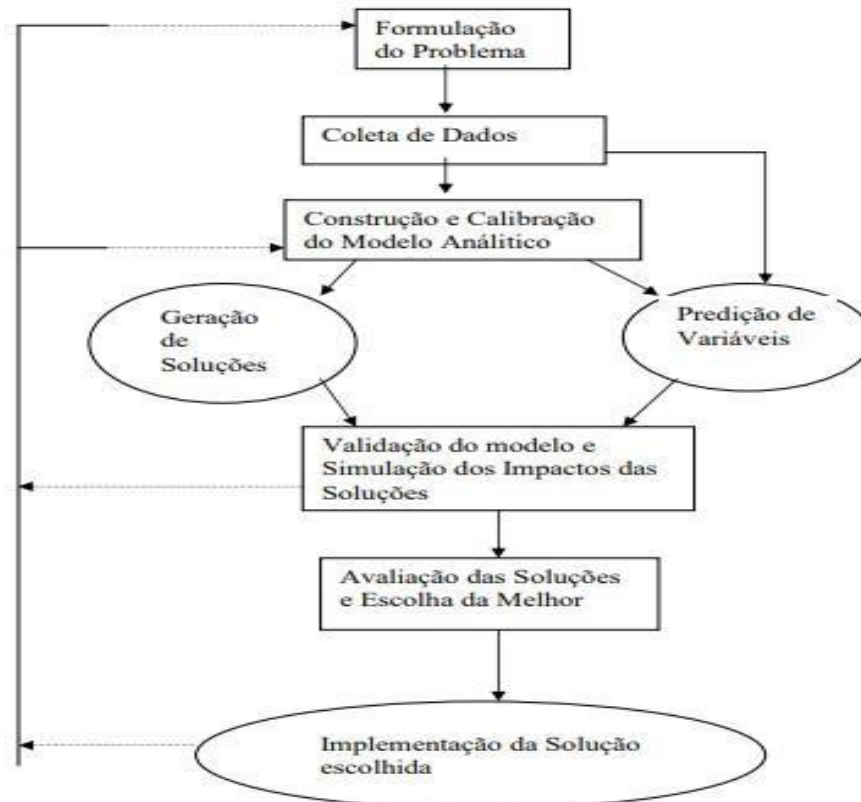 Formulação
do Problema
Coleta de Dados
Construção e Calibração
do Modelo Análitico
Geração
de
Soluções
Predição de
Variáveis
Validação do modelo e
Simulação dos Impactos das
Soluções
Avaliação das Soluções
e Escolha da Melhor
Implementação da Solução
escolhida